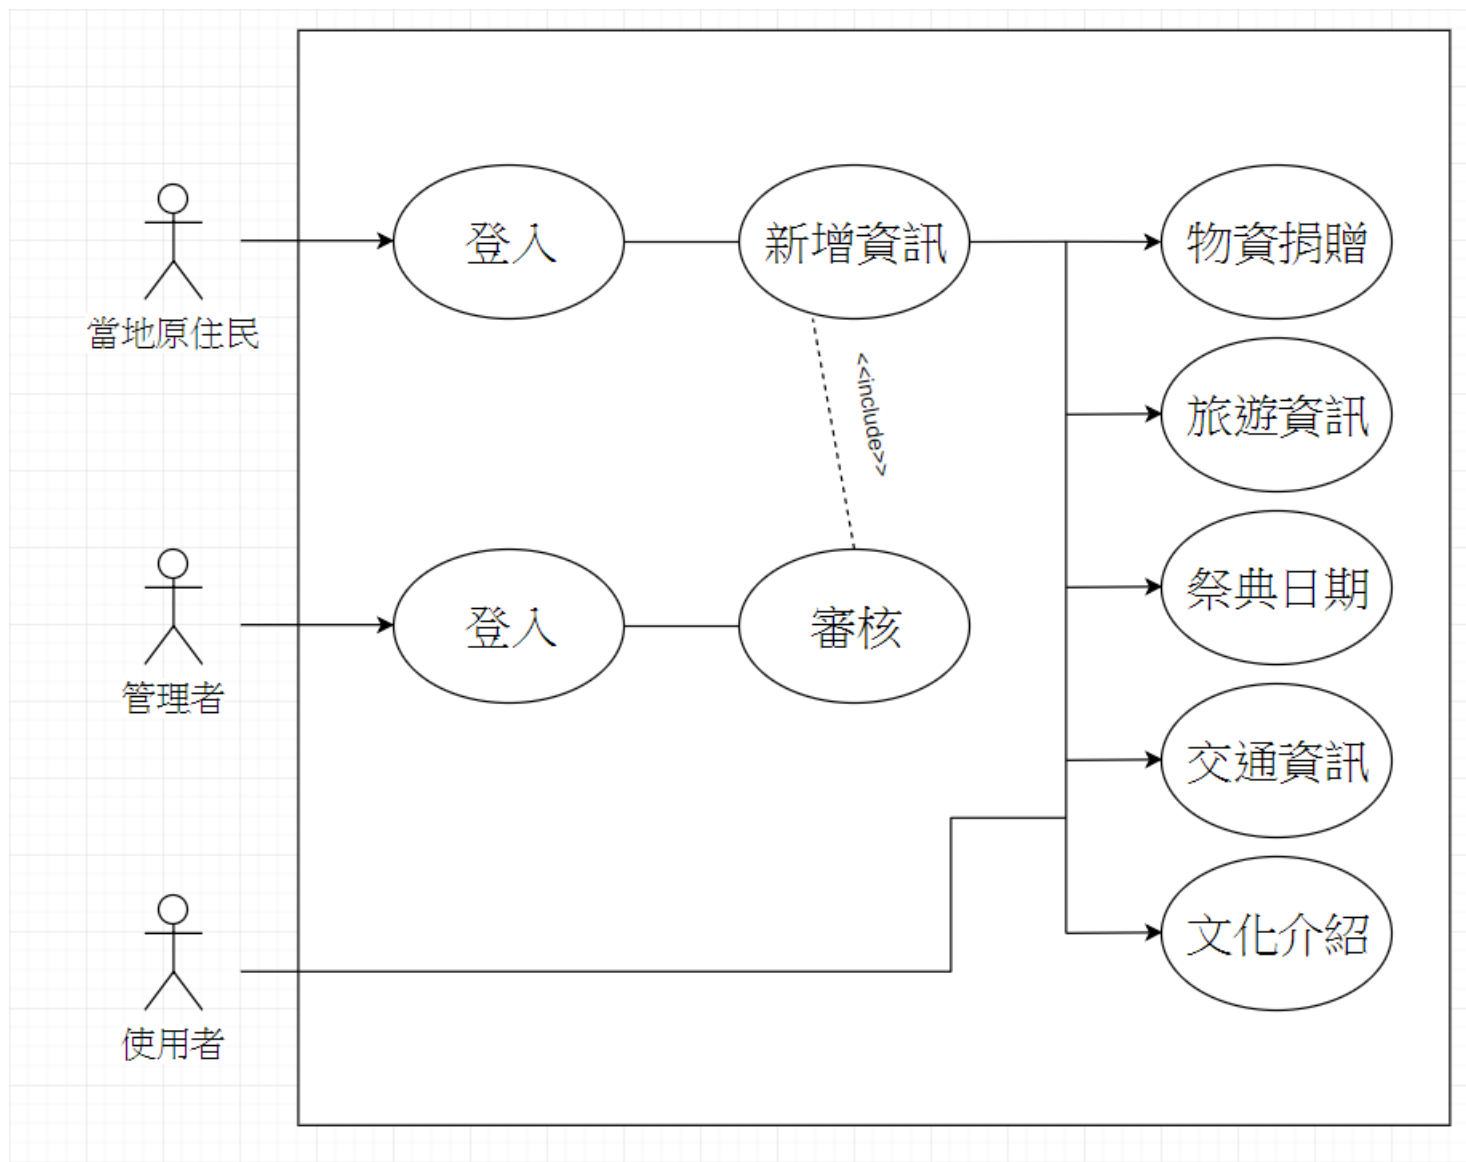 登入
新增資訊
物資捐贈
當地原住民
<<include>>
旅遊資訊
祭典日期
登入
審核
管理者
交通資訊
文化介紹
使用者